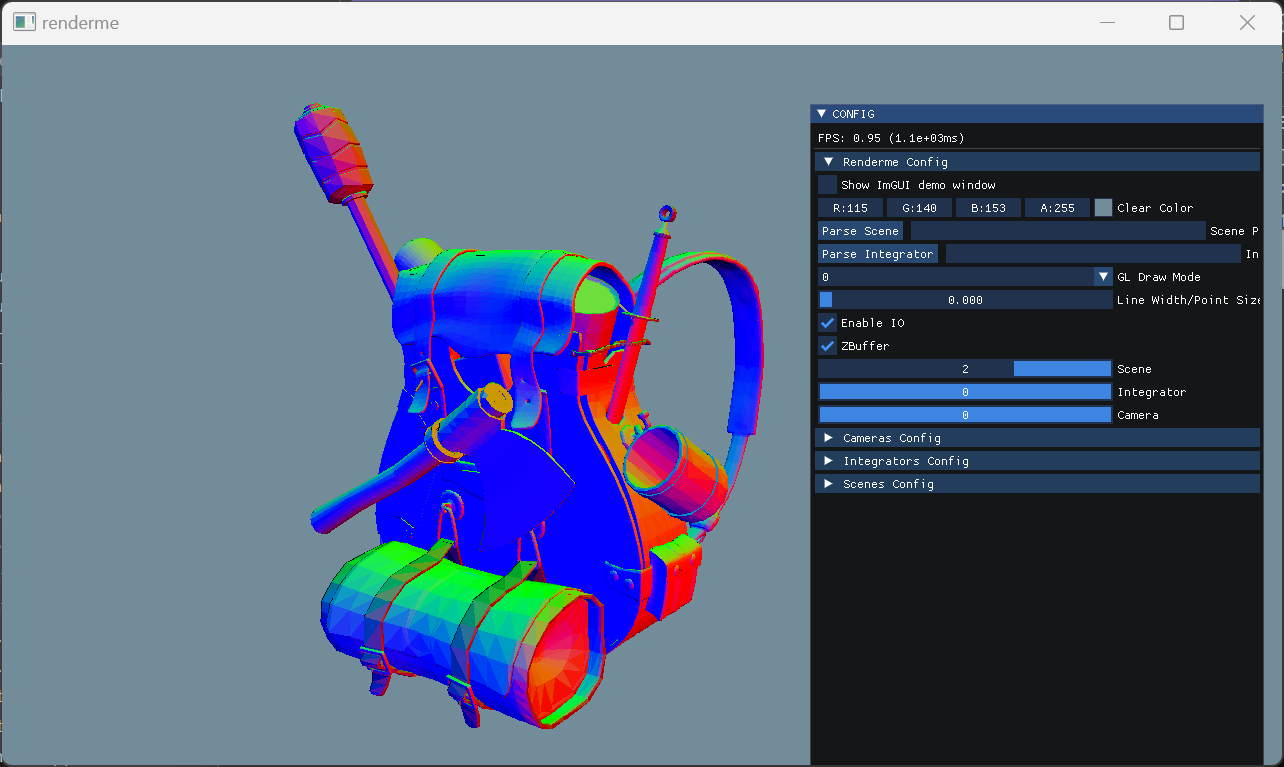 renderme
CONFIG
FPS: 0.95 (1.1e+03ms)
Renderme Config
Show ImGUI demo window
R:115 G:140 B:153 A:255 Clear Color
Parse Scene Scene P
Parse Integrator In
0 GL Draw Mode
0.000 Line Width/Point Size
Enable IO
ZBuffer
2 Scene
0 Integrator
0 Camera
Cameras Config
Integrators Config
Scenes Config